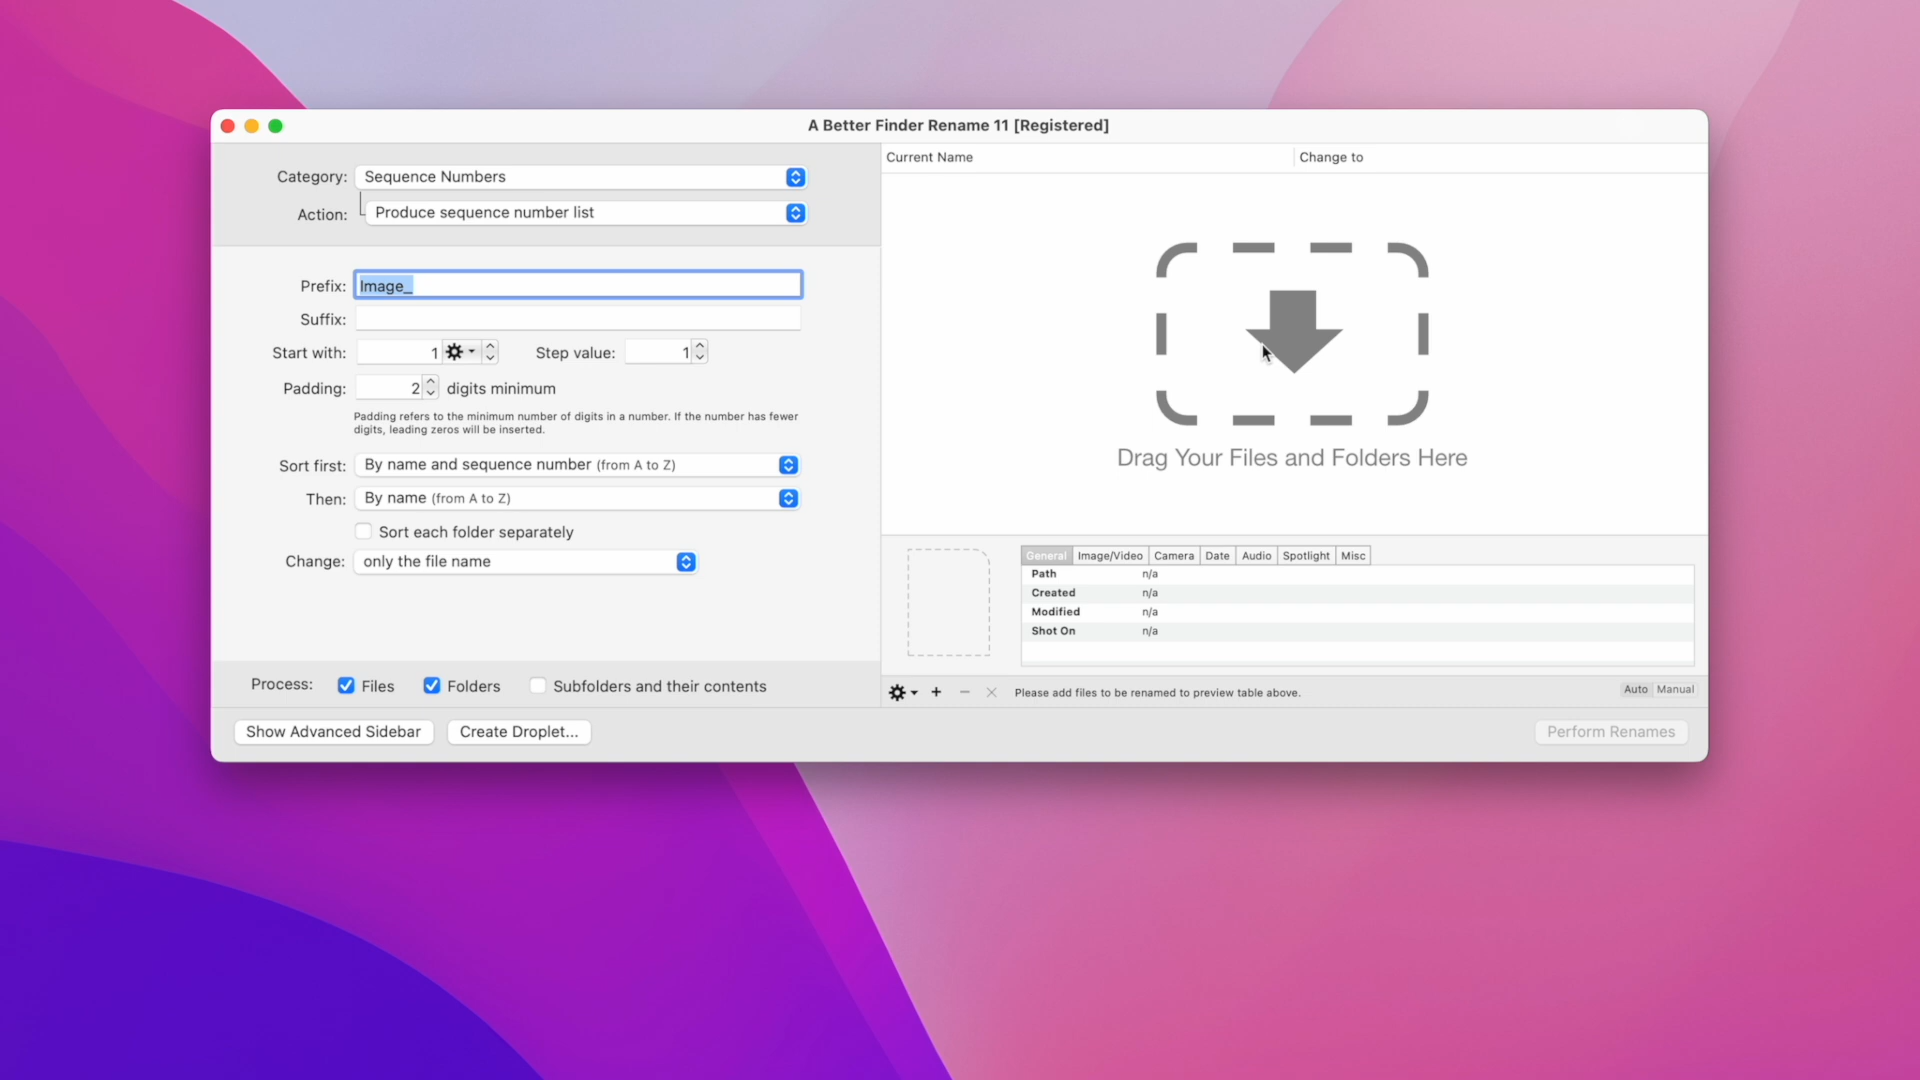 A Better Finder Rename 11 [Registered]
Category: Sequence Numbers
Action: Produce sequence number list
Prefix: Image_
Suffix:
Start with: 1 Step value: 1
Padding: 2 digits minimum
Padding refers to the minimum number of digits in a number. If the number has fewer
digits, leading zeros will be inserted.
Sort first: By name and sequence number (from A to Z)
Then: By name (from A to Z)
Sort each folder separately
Change: only the file name
Process: Files Folders Subfolders and their contents
Show Advanced Sidebar Create Droplet...
Current Name Change to
Drag Your Files and Folders Here
General Image/Video Camera Date Audio Spotlight Misc
Path n/a
Created n/a
Modified n/a
Shot On n/a
Please add files to be renamed to preview table above.
Auto Manual
Perform Renames